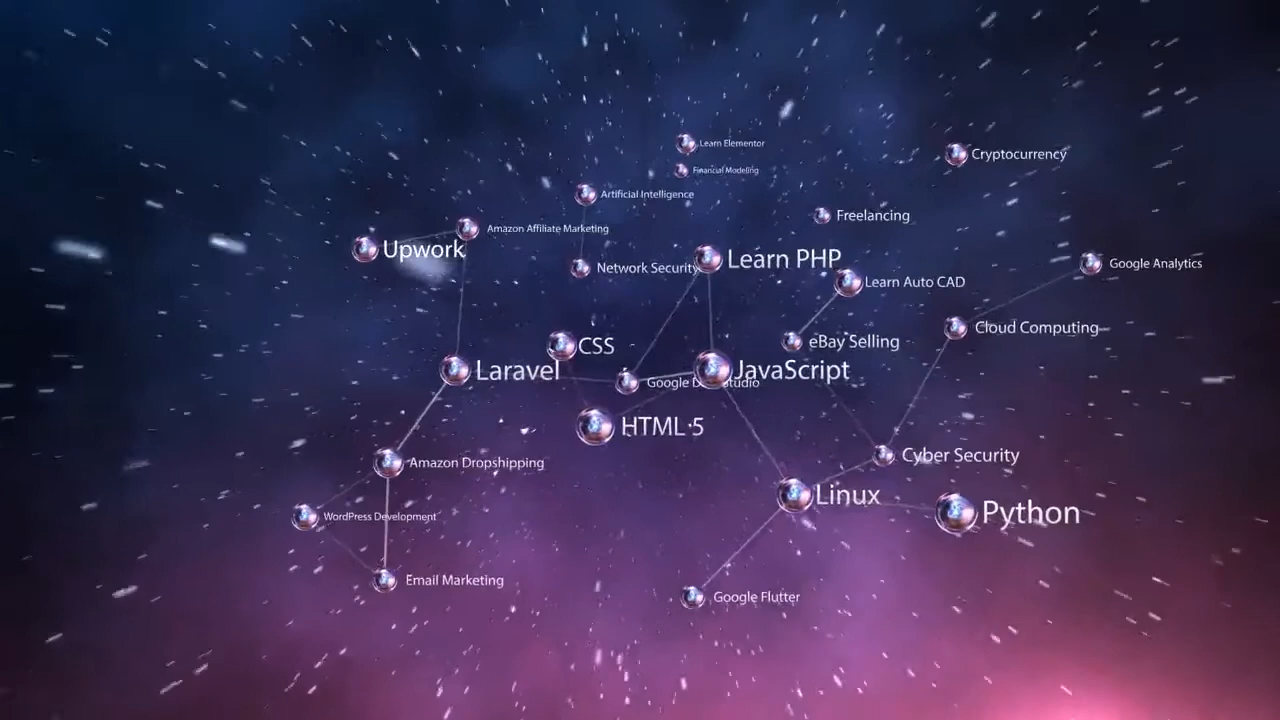 Learn Elementor
Cryptocurrency
Financial Modeling
Artificial Intelligence
Freelancing
Amazon Affiliate Marketing
Upwork
Learn PHP
Google Analytics
Network Security
Learn Auto CAD
Cloud Computing
eBay Selling
CSS
Laravel
JavaScript
Google D   Studio
HTML 5
Cyber Security
Amazon Dropshipping
Linux
Python
WordPress Development
Email Marketing
Google Flutter